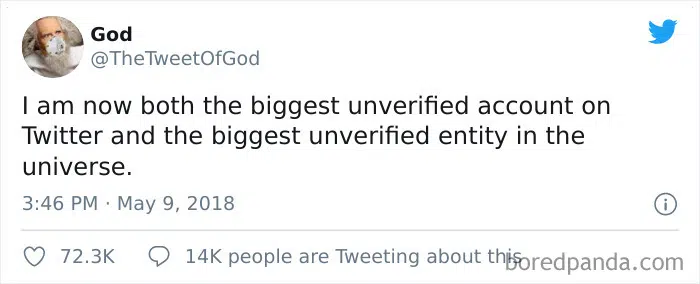 God
@TheTweetOfGod
I am now both the biggest unverified account on
Twitter and the biggest unverified entity in the
universe.
3:46 PM · May 9, 2018
72.3K 14K people are Tweeting about this
boredpanda.com